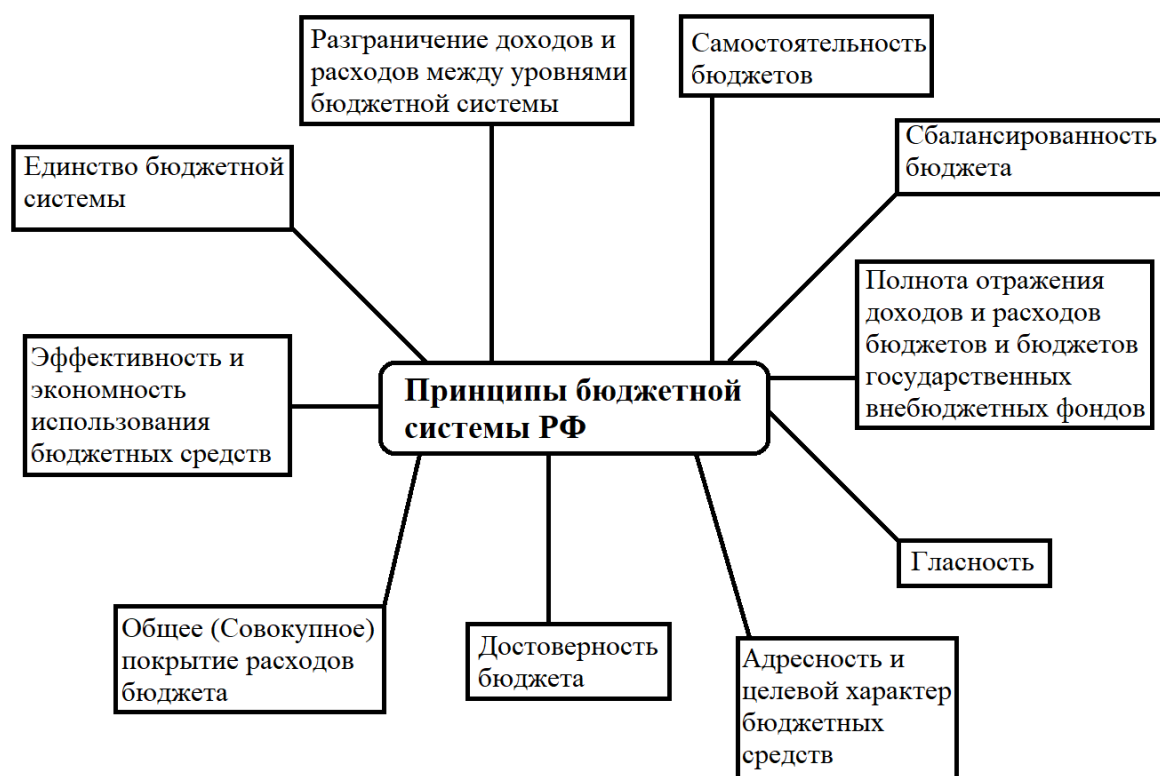 Разграничение доходов и
расходов между уровнями
бюджетной системы
Самостоятельность
бюджетов
Сбалансированность
бюджета
Единство бюджетной
системы
Полнота отражения
доходов и расходов
бюджетов и бюджетов
государственных
внебюджетных фондов
Эффективность и
экономность
использования
бюджетных средств
Принципы бюджетной
системы РФ
Гласность
Общее (Совокупное)
покрытие расходов
бюджета
Достоверность
бюджета
Адресность и
целевой характер
бюджетных
средств